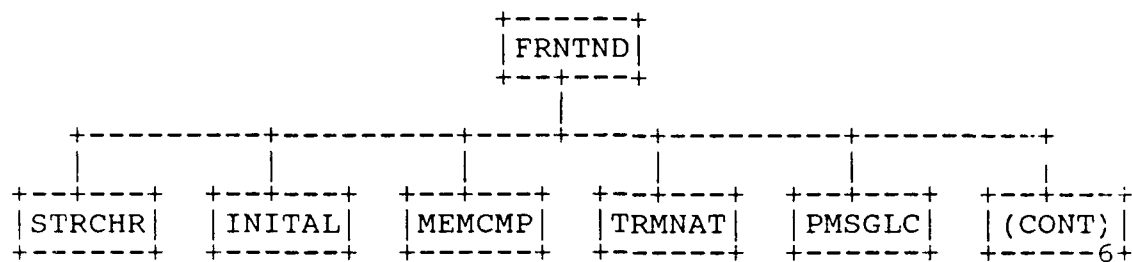 FRNTND
STRCHR INITAL MEMCMP TRMNAT PMSGLC (CONT)
6